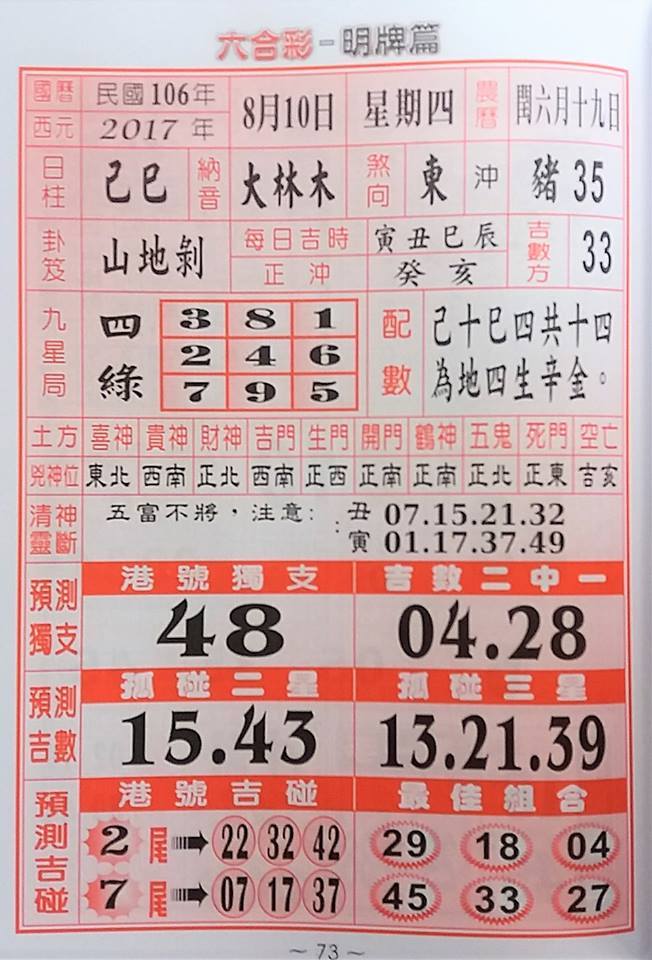 六合彩-明牌篇
國曆 民國106年 8月10日 星期四 農曆 閏六月十九日
西元 2017年
日柱 己巳 納音 大林木 煞向 東 沖 豬35
卦笈 山地剝 每日吉時 寅丑巳辰 吉數方 33
正沖 癸亥
九星局 四綠 配數
3 8 1
2 4 6
7 9 5
己十巳四共十四
為地四生辛金。
土方 喜神 貴神 財神 吉門 生門 開門 鶴神 五鬼 死門 空亡
兇神位 東北 西南 正北 西南 正西 正南 正南 正北 正東 吉亥
清神靈斷 五富不將，注意: : 丑 07.15.21.32
寅 01.17.37.49
預測獨支 港號獨支 吉數二中一
48 04.28
預測吉數 孤碰二星 孤碰三星
15.43 13.21.39
預測吉碰 港號吉碰 最佳組合
2尾 22 32 42 29 18 04
7尾 07 17 37 45 33 27
~73~